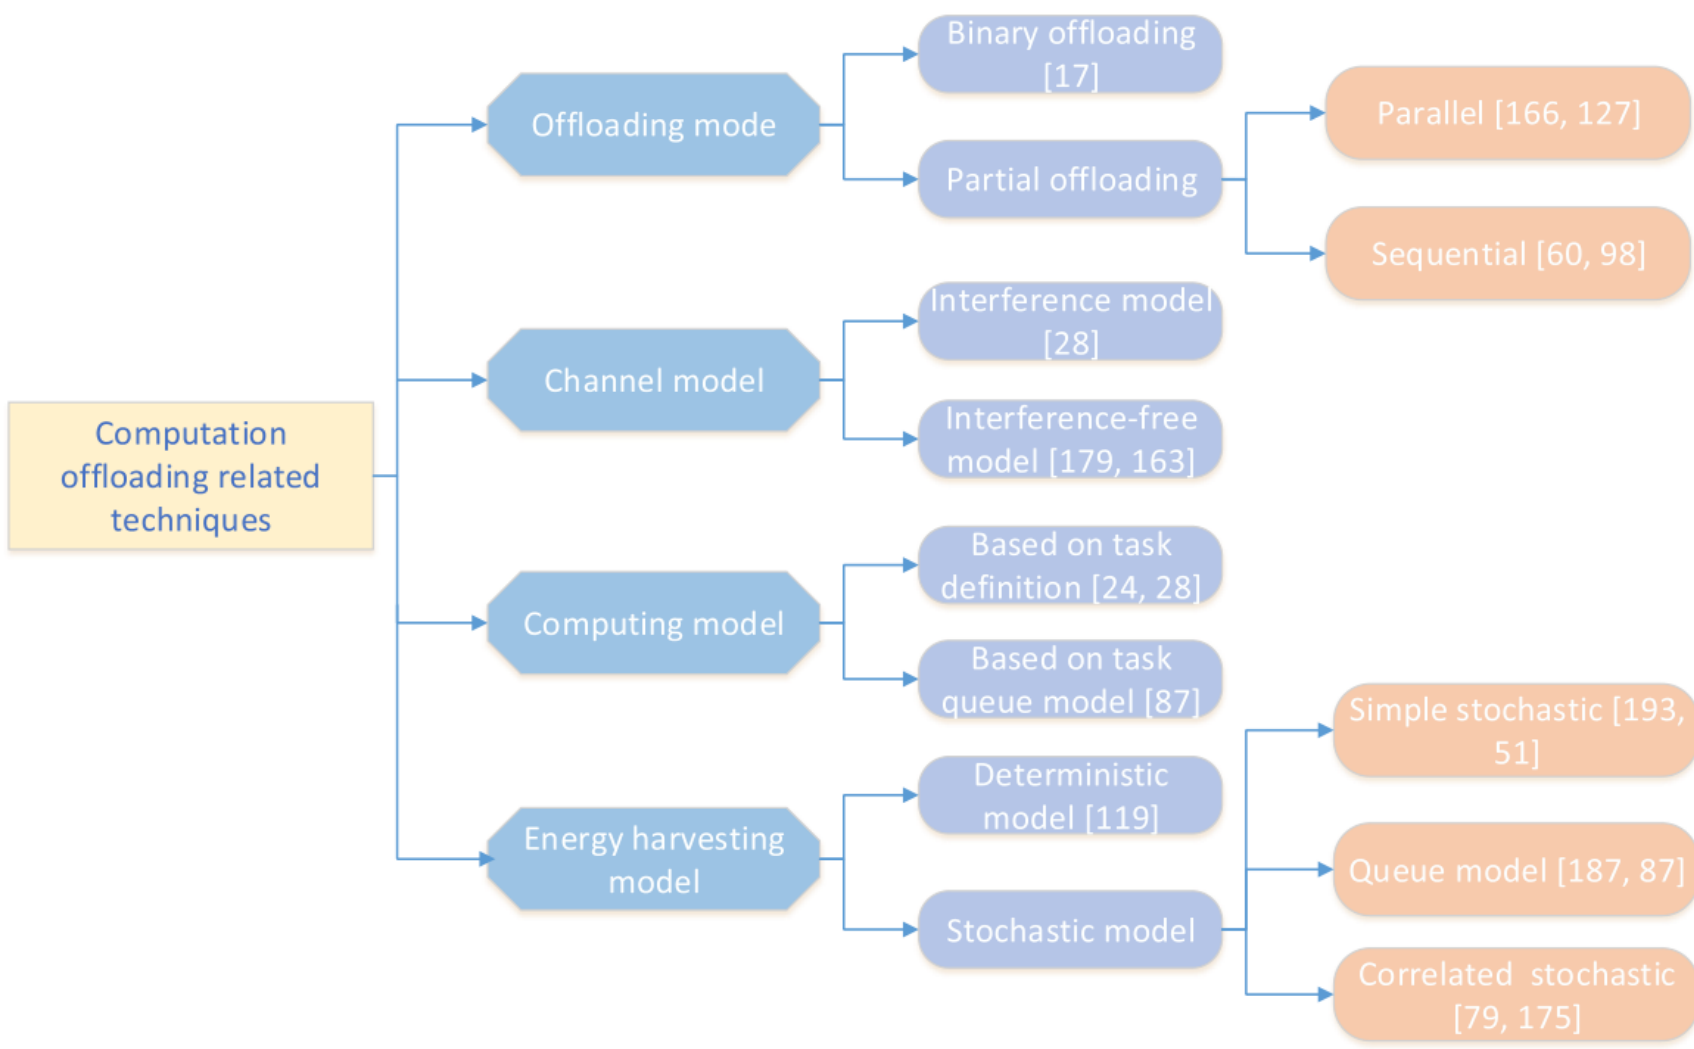 Computation
offloading related
techniques
Offloading mode
Binary offloading
[17]
Partial offloading
Parallel [166, 127]
Sequential [60, 98]
Channel model
Interference model
[28]
Interference-free
model [179, 163]
Computing model
Based on task
definition [24, 28]
Based on task
queue model [87]
Energy harvesting
model
Deterministic
model [119]
Stochastic model
Simple stochastic [193,
51]
Queue model [187, 87]
Correlated  stochastic
[79, 175]